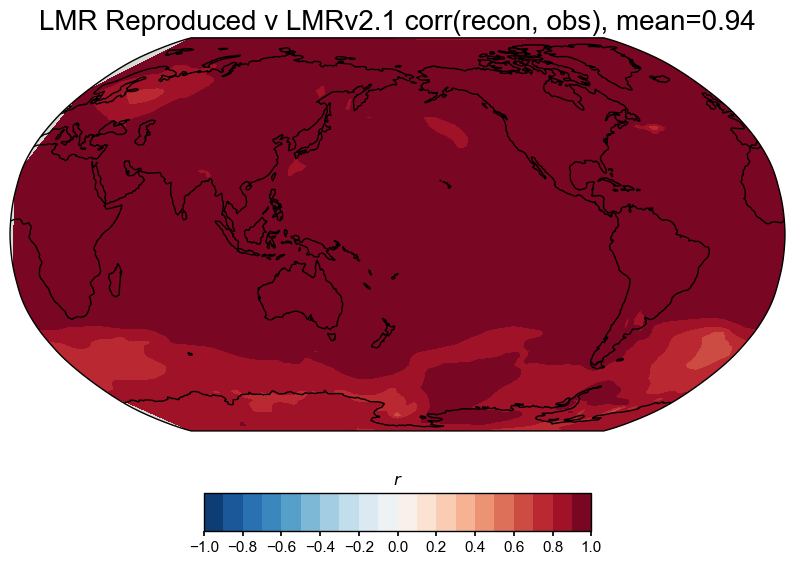 LMR Reproduced v LMRv2.1 corr(recon, obs), mean=0.94
r
−1.0 −0.8 −0.6 −0.4 −0.2 0.0 0.2 0.4 0.6 0.8 1.0